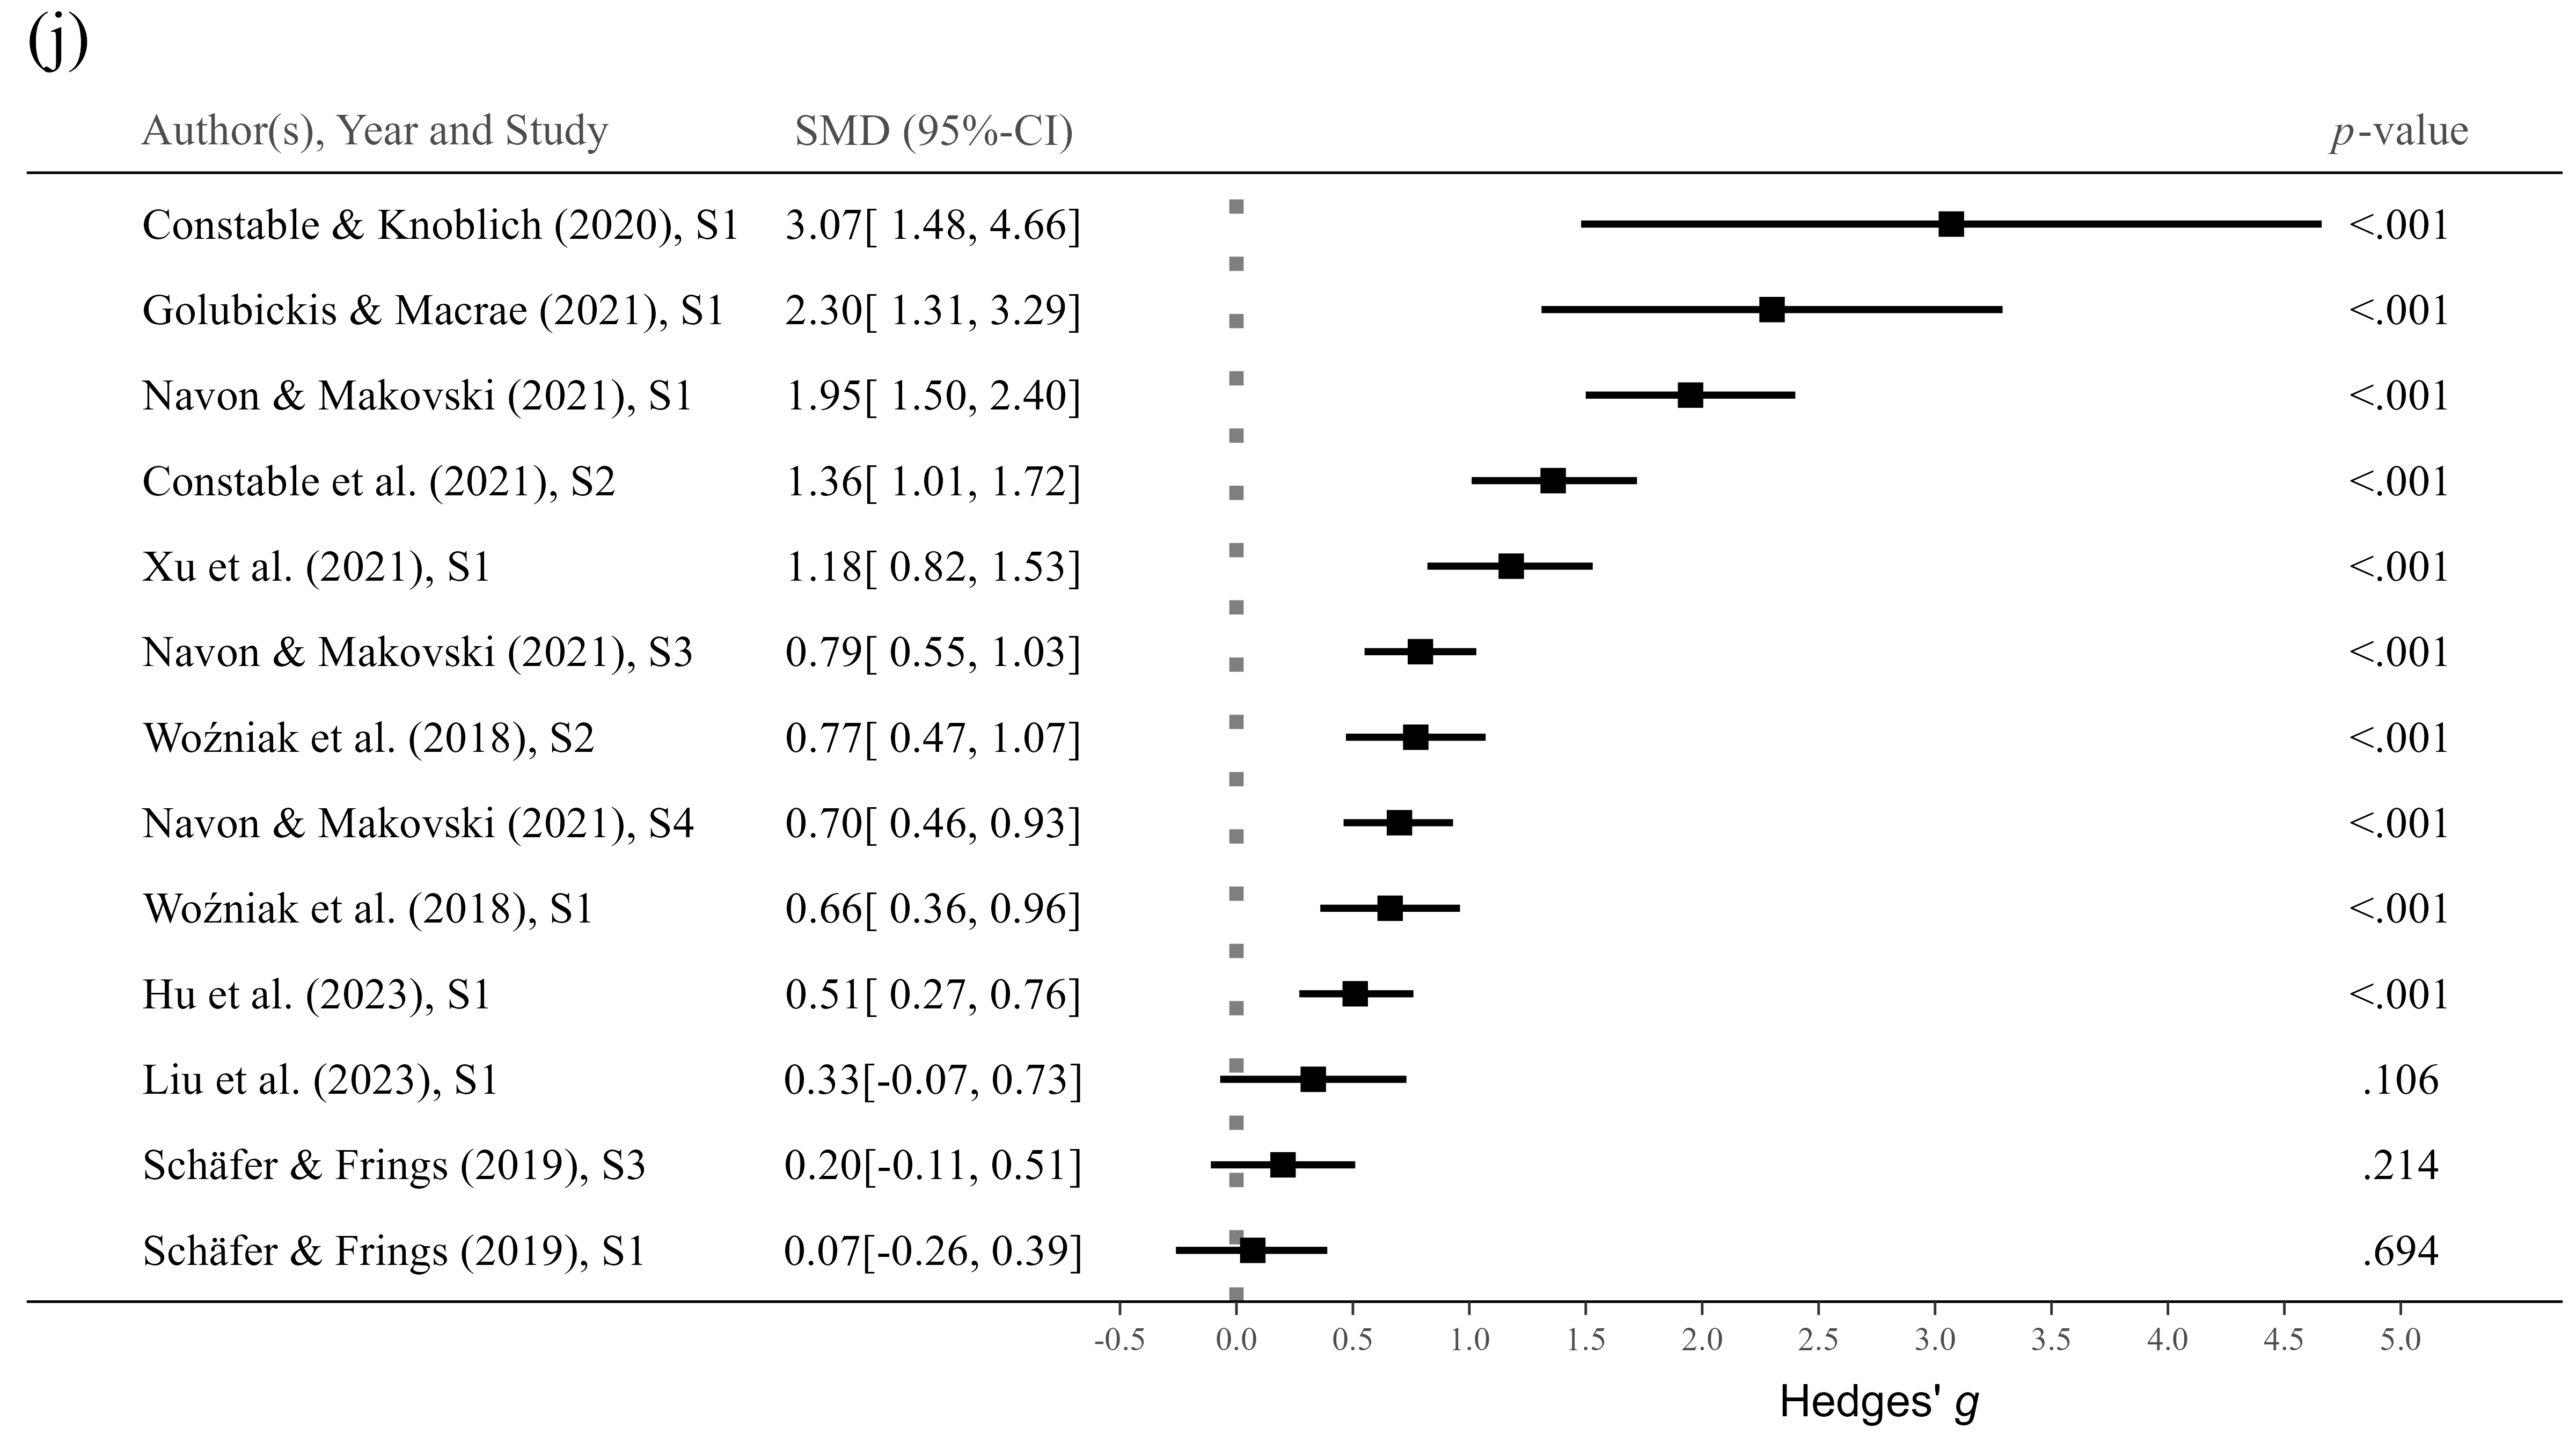 (j)
Author(s), Year and Study SMD (95%-CI) p-value
Constable & Knoblich (2020), S1 3.07[ 1.48, 4.66] <.001
Golubickis & Macrae (2021), S1 2.30[ 1.31, 3.29] <.001
Navon & Makovski (2021), S1 1.95[ 1.50, 2.40] <.001
Constable et al. (2021), S2 1.36[ 1.01, 1.72] <.001
Xu et al. (2021), S1 1.18[ 0.82, 1.53] <.001
Navon & Makovski (2021), S3 0.79[ 0.55, 1.03] <.001
Woźniak et al. (2018), S2 0.77[ 0.47, 1.07] <.001
Navon & Makovski (2021), S4 0.70[ 0.46, 0.93] <.001
Woźniak et al. (2018), S1 0.66[ 0.36, 0.96] <.001
Hu et al. (2023), S1 0.51[ 0.27, 0.76] <.001
Liu et al. (2023), S1 0.33[-0.07, 0.73] .106
Schäfer & Frings (2019), S3 0.20[-0.11, 0.51] .214
Schäfer & Frings (2019), S1 0.07[-0.26, 0.39] .694
-0.5 0.0 0.5 1.0 1.5 2.0 2.5 3.0 3.5 4.0 4.5 5.0
Hedges' g